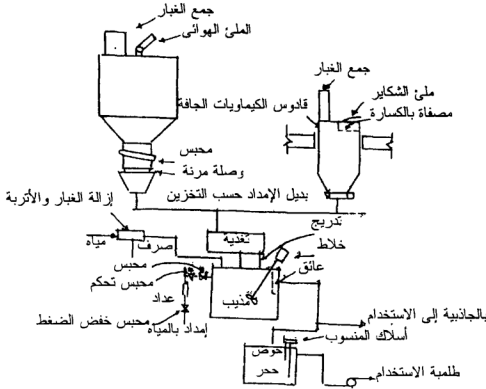 جمع الغبار
الملئ الهوائى
جمع الغبار
ملئ الشكاير
قادوس الكيماويات الجافة
مصفاة بالكسارة
محبس
وصلة مرنة
بديل الإمداد حسب التخزين
إزالة الغبار والأتربة
تغذية
تدريج
خلاط
مياه
صرف
عائق
محبس
محبس تحكم
مذيب
عداد
محبس خفض الضغط
إمداد بالمياه
بالجاذبية إلى الاستخدام
أسلاك المنسوب
حوض
حجر
طلمبة الاستخدام